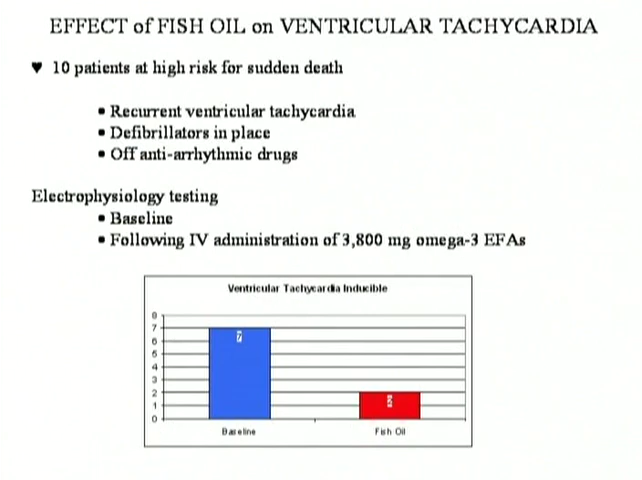 EFFECT of FISH OIL on VENTRICULAR TACHYCARDIA
♥ 10 patients at high risk for sudden death
• Recurrent ventricular tachycardia
• Defibrillators in place
• Off anti-arrhythmic drugs
Electrophysiology testing
• Baseline
• Following IV administration of 3,800 mg omega-3 EFAs
Ventricular Tachycardia Inducible
8
7
6
5
4
3
2
1
0
7
2
Baseline
Fish Oil